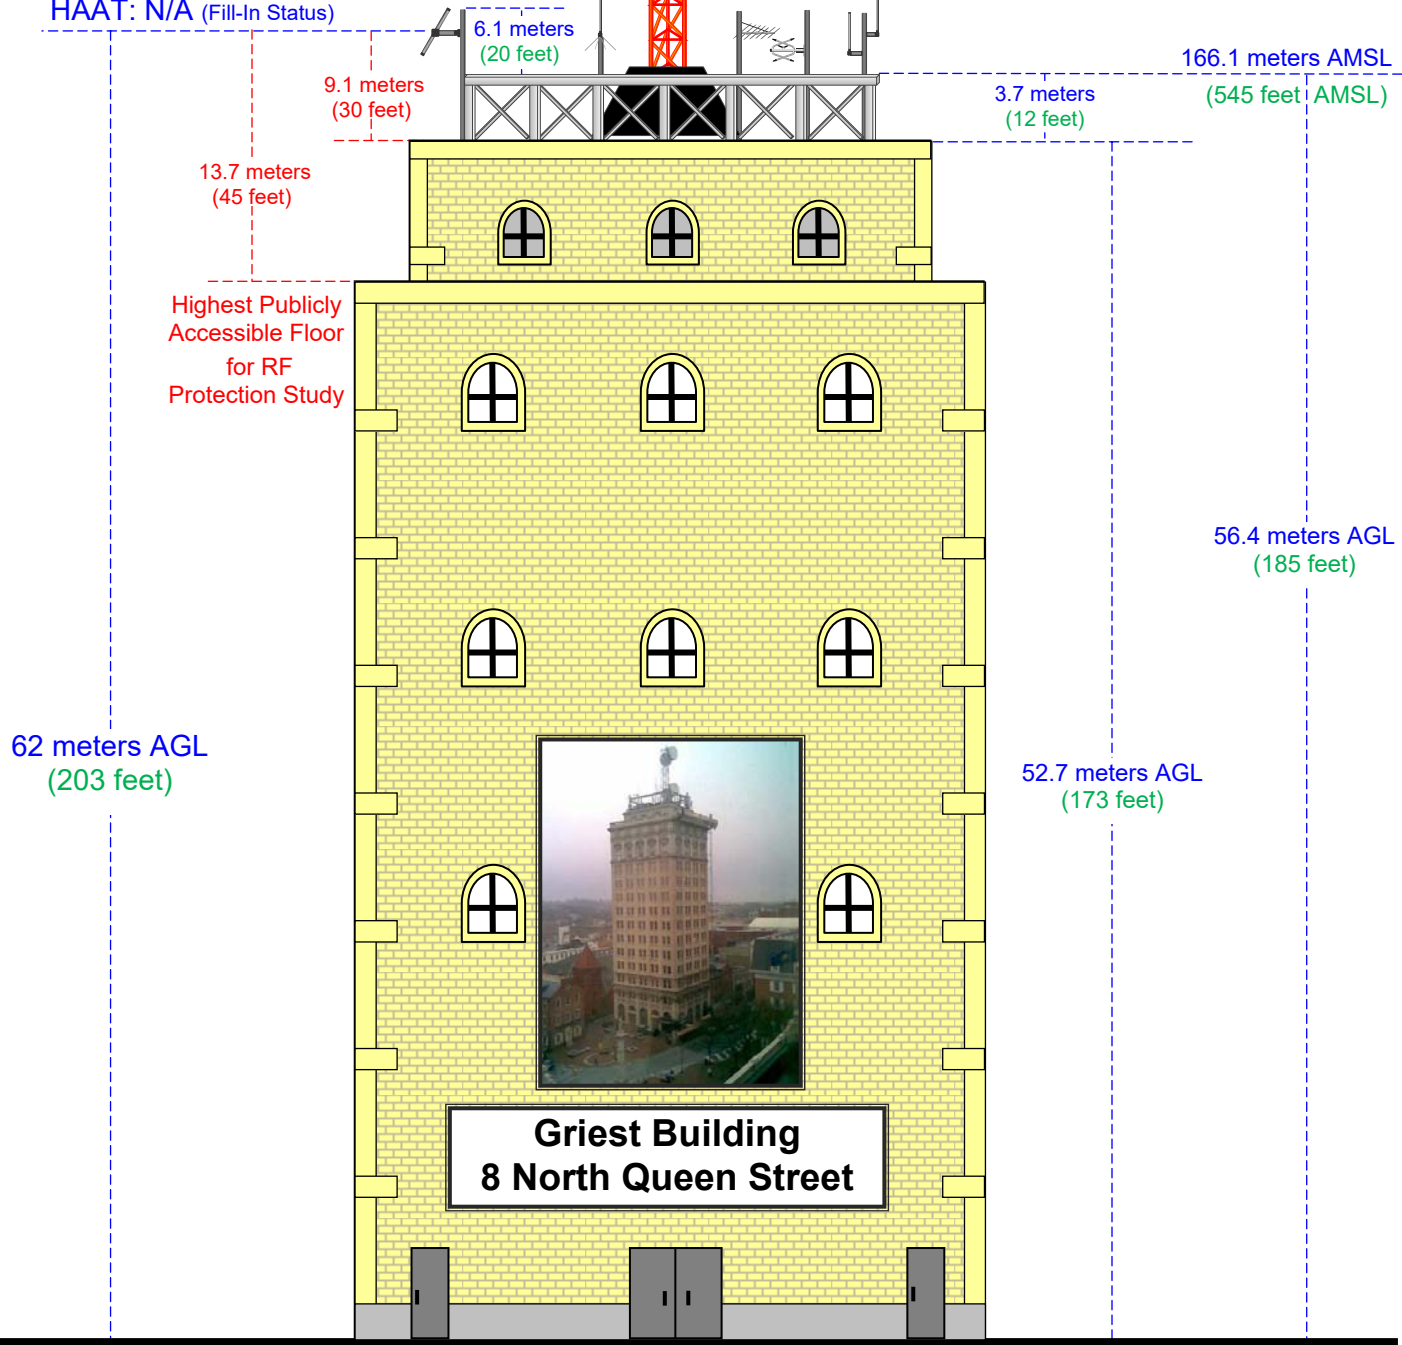 HAAT: N/A (Fill-In Status)
6.1 meters
(20 feet)
166.1 meters AMSL
(545 feet AMSL)
9.1 meters
(30 feet)
3.7 meters
(12 feet)
13.7 meters
(45 feet)
Highest Publicly
Accessible Floor
for RF
Protection Study
56.4 meters AGL
(185 feet)
62 meters AGL
(203 feet)
52.7 meters AGL
(173 feet)
Griest Building
8 North Queen Street